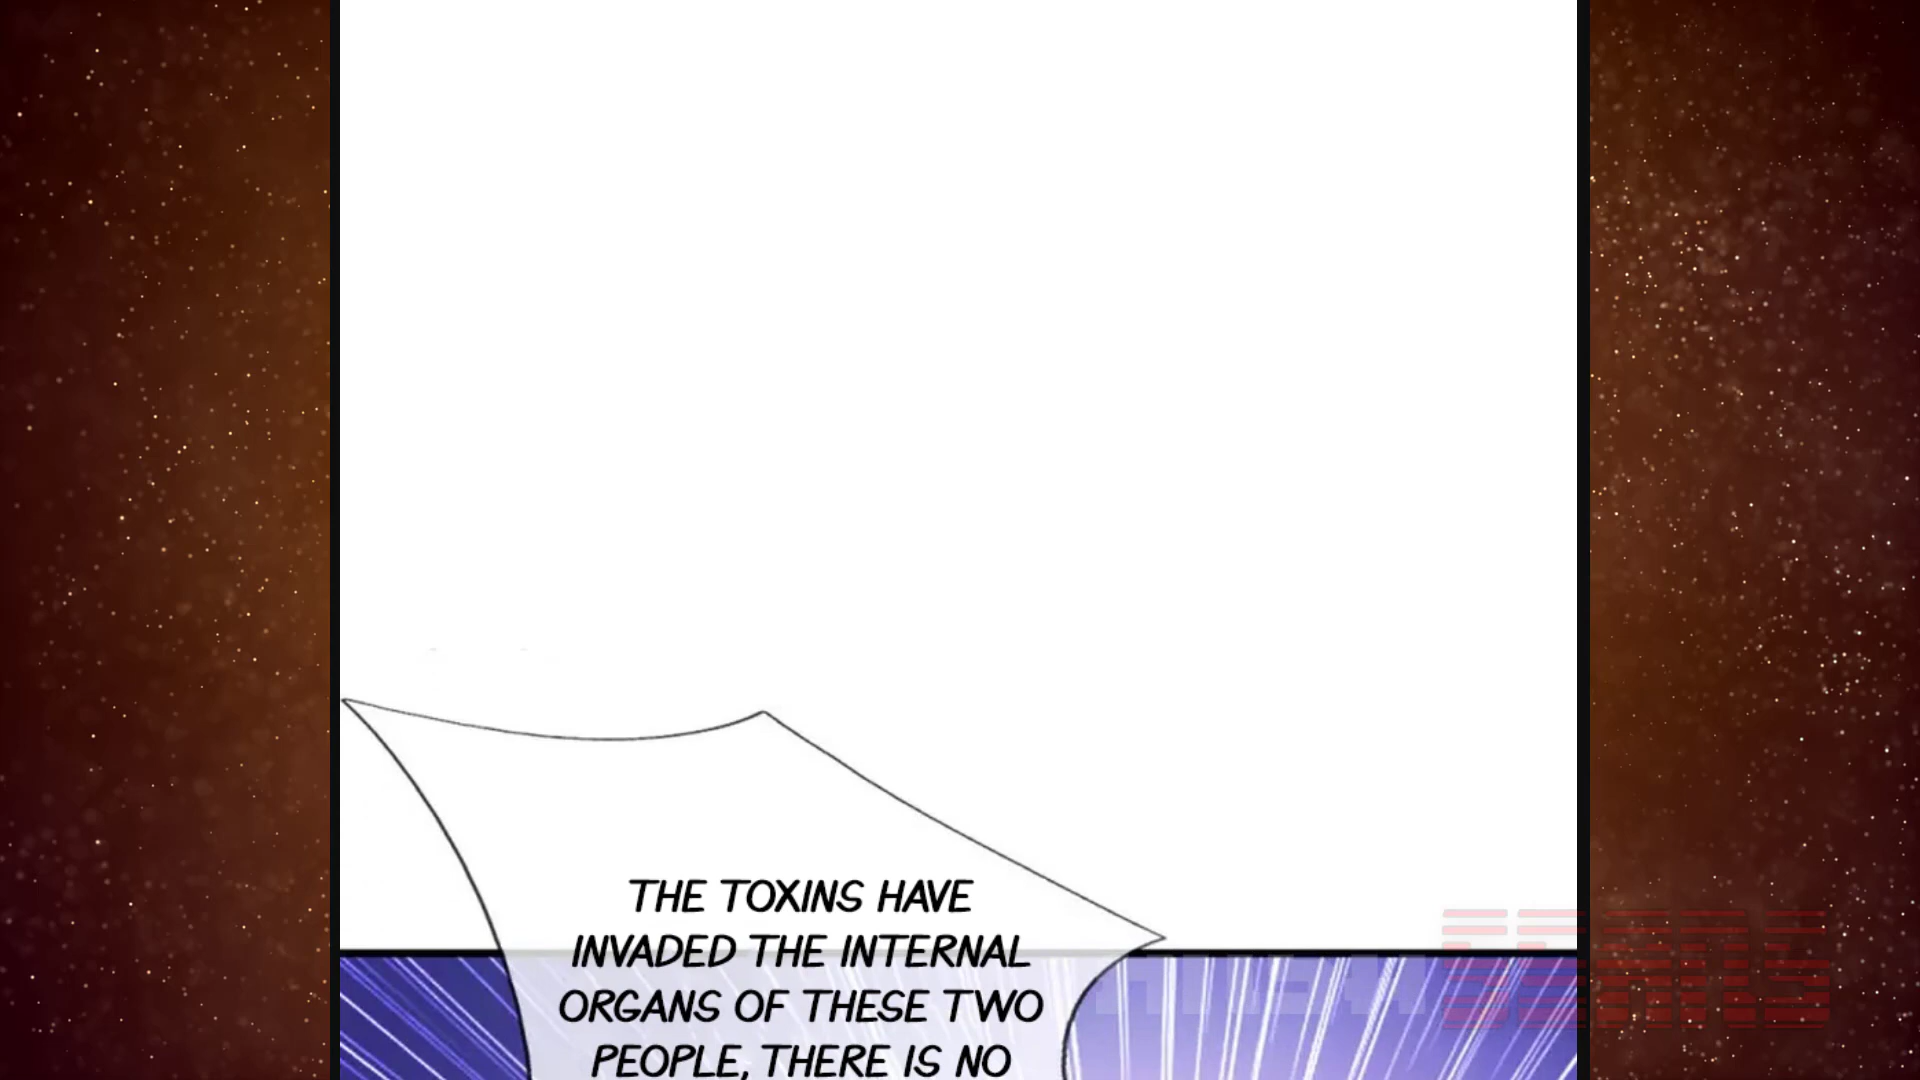 THE TOXINS HAVE
INVADED THE INTERNAL
ORGANS OF THESE TWO
PEOPLE, THERE IS NO